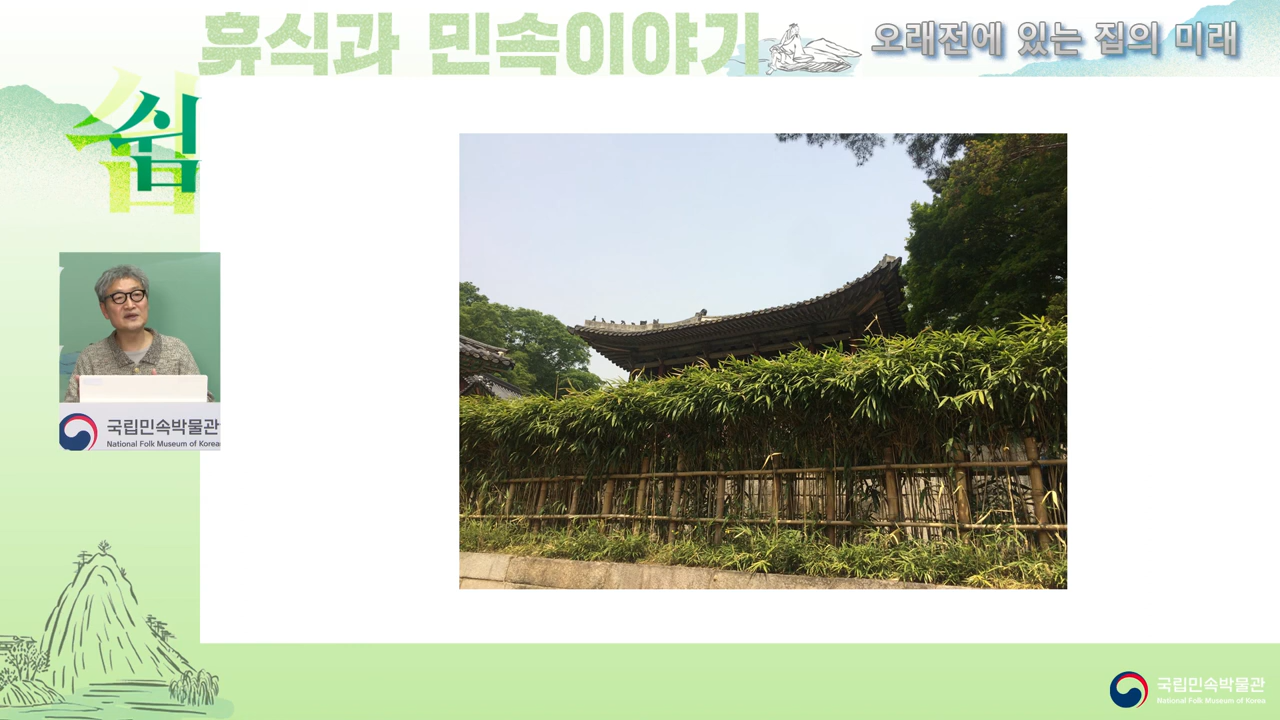 휴식과 민속이야기
오래전에 있는 집의 미래
쉼
국립민속박물관
National Folk Museum of Korea
국립민속박물관
National Folk Museum of Korea